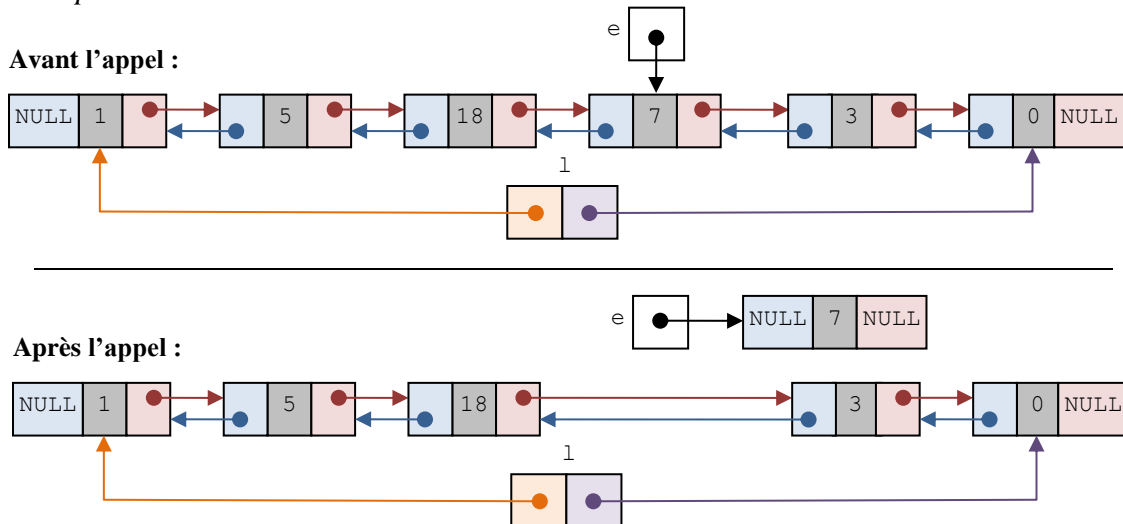 e
Avant l’appel :
NULL 1 5 18 7 3 0 NULL
l
e NULL 7 NULL
Après l’appel :
NULL 1 5 18 3 0 NULL
l